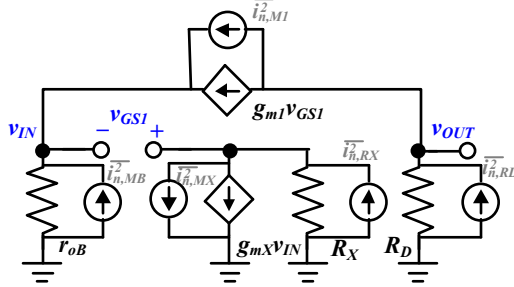 i²n,M1
gm1vGS1
vIN − vGS1 + vOUT
i²n,MB i²n,MX i²n,RX i²n,RL
roB gmXvIN RX RD